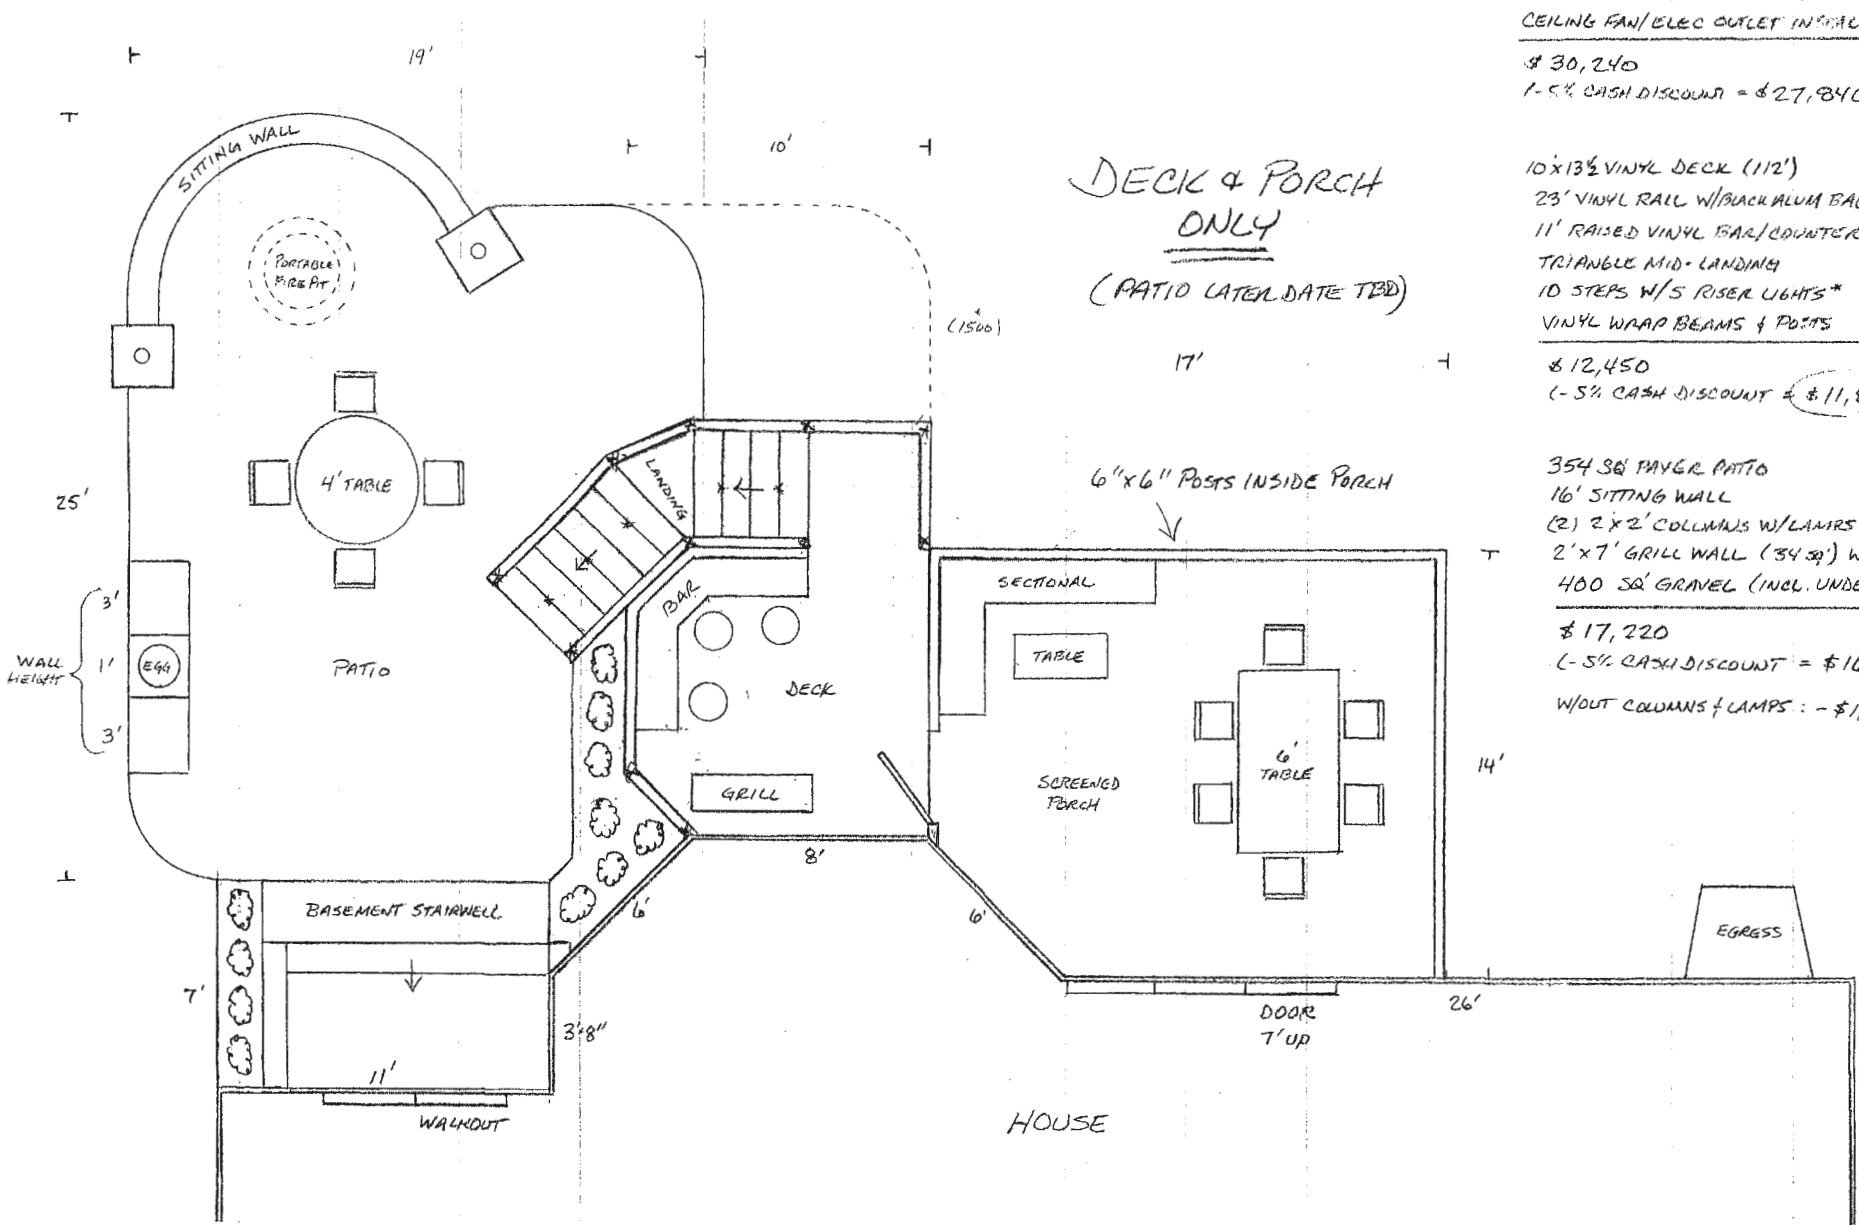 CEILING FAN/ELEC OUTLET
$30,240
(-5% CASH DISCOUNT = $27,840
10'x13½ VINYL DECK (112')
23' VINYL RAIL W/BLACK ALUM
11' RAISED VINYL BAR/COUNTER
TRIANGLE MID-LANDING
10 STEPS W/5 RISER LIGHTS*
VINYL WRAP BEAMS & POSTS
$12,450
(-5% CASH DISCOUNT = $11,
354 SQ' PAVER PATIO
16' SITTING WALL
(2) 2'x2' COLUMNS W/LAMPS
2'x7' GRILL WALL (34 SQ')
400 SQ' GRAVEL (INCL.
$17,220
(-5% CASH DISCOUNT =
W/OUT COLUMNS & LAMPS: -$1,
DECK & PORCH
ONLY
(PATIO LATER DATE TBD)
19'
10'
17'
(1500)
SITTING WALL
PORTABLE
FIRE PIT
4' TABLE
25'
LANDING
6"x6" POSTS INSIDE PORCH
BAR
SECTIONAL
TABLE
3'
WALL
HEIGHT
1'
EGG
3'
PATIO
DECK
GRILL
SCREENED
PORCH
6'
TABLE
14'
8'
6'
6'
BASEMENT STAIRWELL
7'
3'8"
11'
WALKOUT
DOOR
7' UP
26'
EGRESS
HOUSE